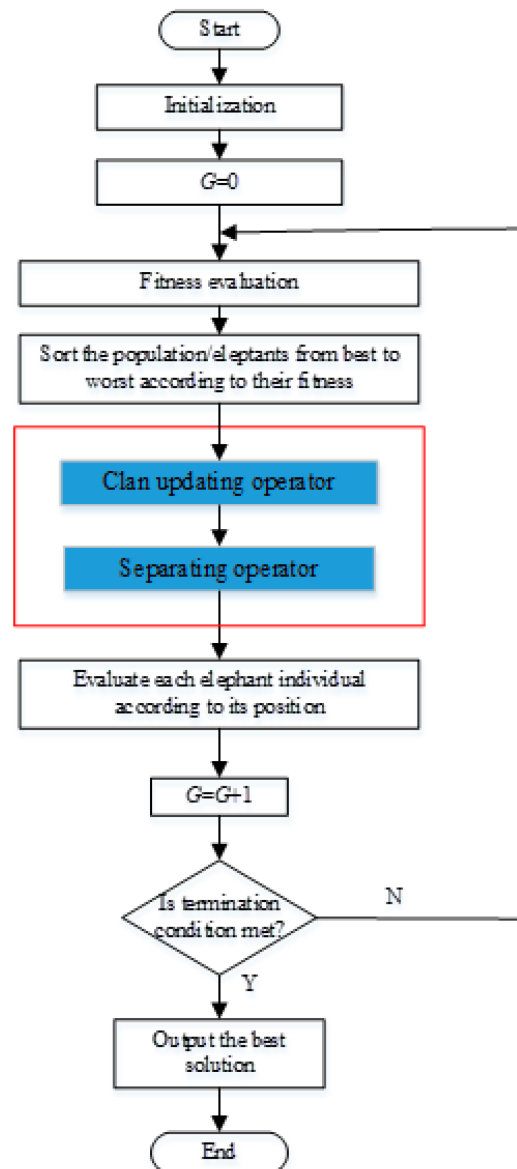 Start
Initialization
G=0
Fitness evaluation
Sort the population/eleptants from best to
worst according to their fitness
Clan updating operator
Separating operator
Evaluate each elephant individual
according to its position
G=G+1
Is termination
condition met?
N
Y
Output the best
solution
End